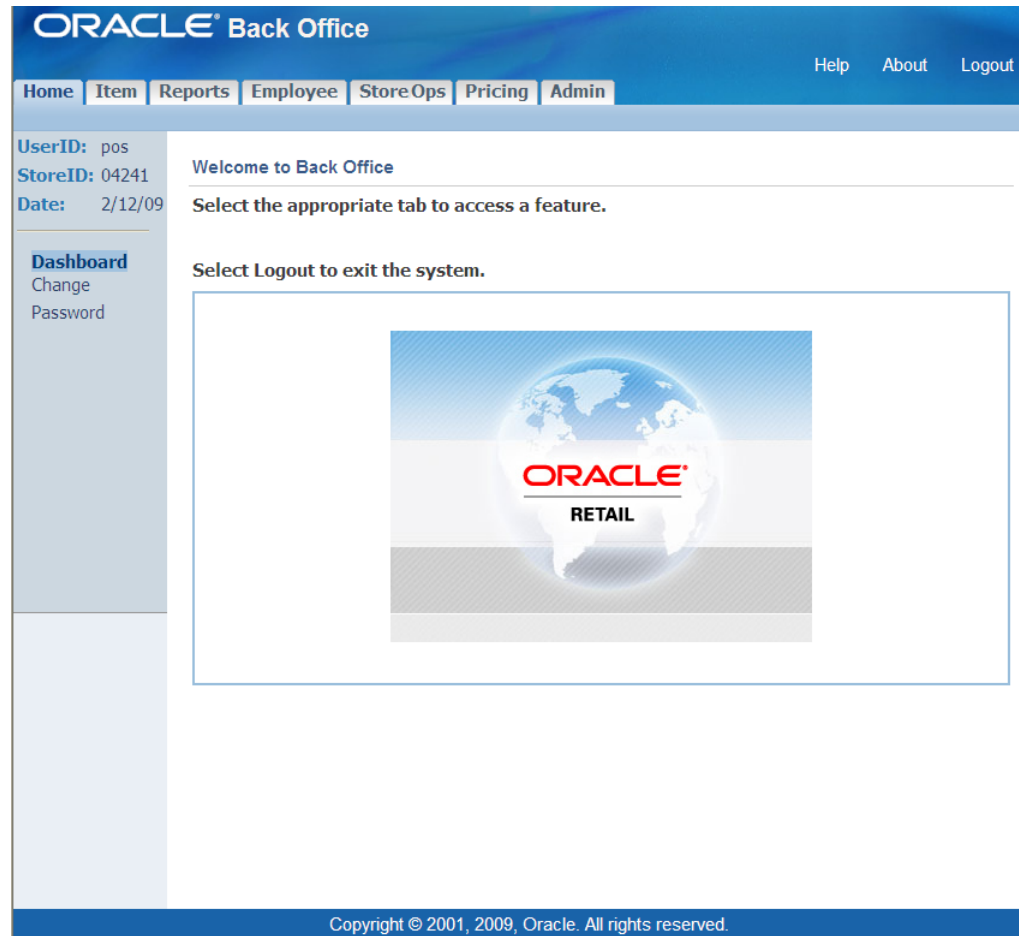 ORACLE® Back Office
Help About Logout
Home Item Reports Employee Store Ops Pricing Admin
UserID: pos
StoreID: 04241
Date: 2/12/09
Dashboard
Change
Password
Welcome to Back Office
Select the appropriate tab to access a feature.
Select Logout to exit the system.
ORACLE®
RETAIL
Copyright © 2001, 2009, Oracle. All rights reserved.